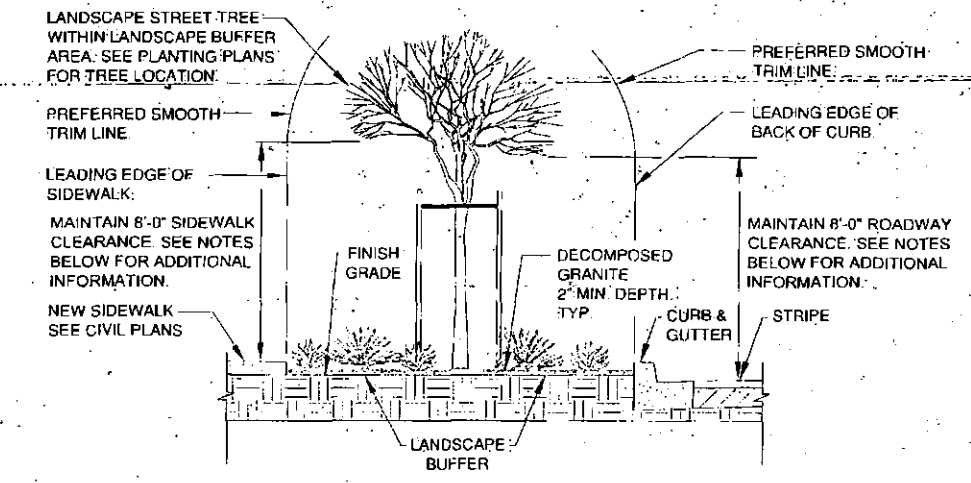 LANDSCAPE STREET TREE
WITHIN LANDSCAPE BUFFER
AREA. SEE PLANTING PLANS
FOR TREE LOCATION.
PREFERRED SMOOTH
TRIM LINE
LEADING EDGE OF
SIDEWALK
MAINTAIN 8'-0" SIDEWALK
CLEARANCE. SEE NOTES
BELOW FOR ADDITIONAL
INFORMATION.
NEW SIDEWALK
SEE CIVIL PLANS
FINISH
GRADE
DECOMPOSED
GRANITE
2" MIN. DEPTH.
TYP.
LANDSCAPE
BUFFER
PREFERRED SMOOTH
TRIM LINE
LEADING EDGE OF
BACK OF CURB
MAINTAIN 8'-0" ROADWAY
CLEARANCE. SEE NOTES
BELOW FOR ADDITIONAL
INFORMATION.
CURB &
GUTTER
STRIPE